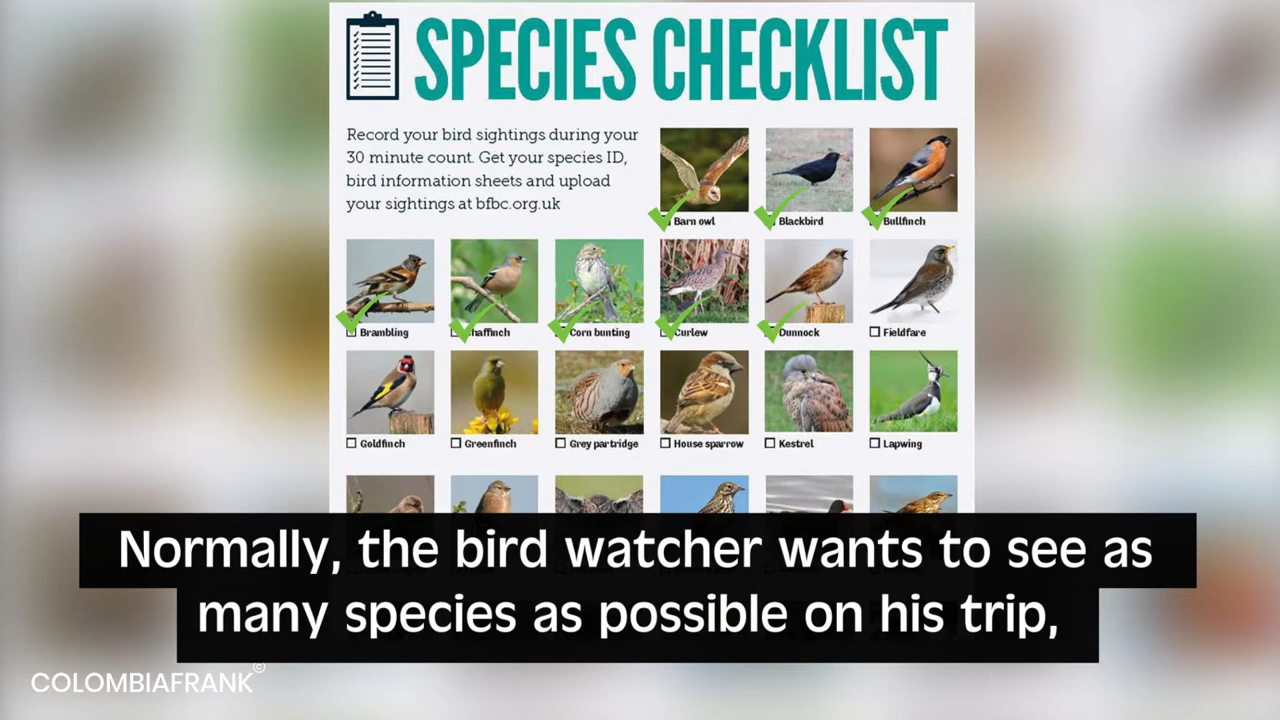 SPECIES CHECKLIST
Record your bird sightings during your
30 minute count. Get your species ID,
bird information sheets and upload
your sightings at bfbc.org.uk
Barn owl
Blackbird
Bullfinch
Brambling
Chaffinch
Corn bunting
Curlew
Dunnock
Fieldfare
Goldfinch
Greenfinch
Grey partridge
House sparrow
Kestrel
Lapwing
Normally, the bird watcher wants to see as
many species as possible on his trip,
COLOMBIAFRANK©